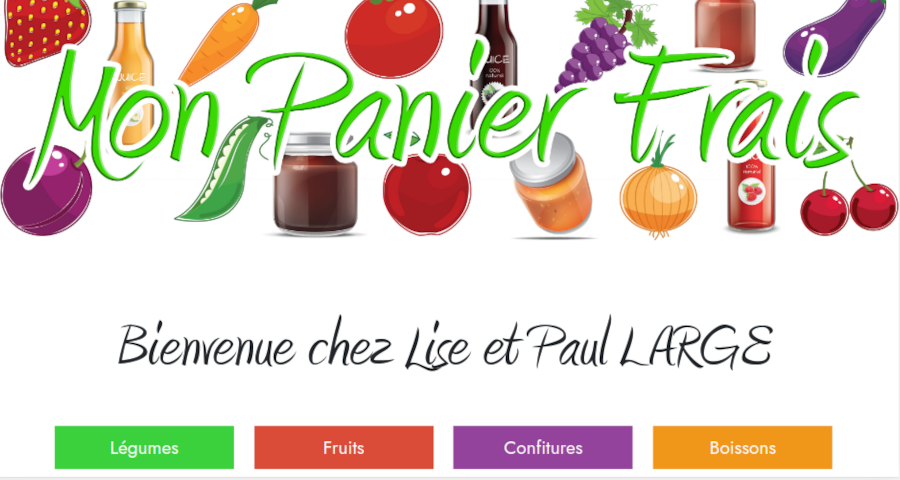 JUICE
JUICE
100%
natural
Mon Panier Frais
100%
natural
Bienvenue chez Lise et Paul LARGE
Légumes
Fruits
Confitures
Boissons